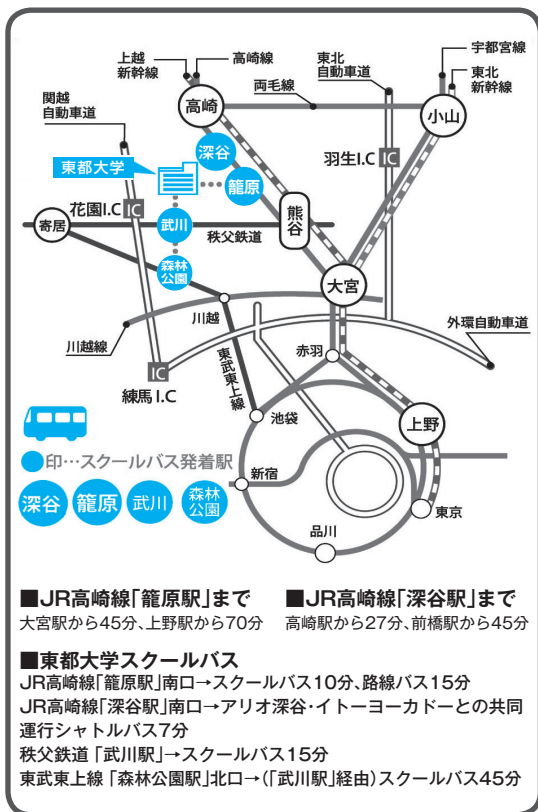 上越
新幹線
高崎線
両毛線
東北
自動車道
宇都宮線
東北
新幹線
関越
自動車道
高崎
小山
深谷
羽生I.C
IC
東都大学
籠原
花園I.C
IC
武川
熊谷
寄居
秩父鉄道
森林
公園
大宮
川越
外環自動車道
川越線
赤羽
東武東上線
IC
練馬I.C
池袋
上野
●印…スクールバス発着駅
新宿
深谷
籠原
武川
森林
公園
東京
品川
■JR高崎線「籠原駅」まで
大宮駅から45分、上野駅から70分
■JR高崎線「深谷駅」まで
高崎駅から27分、前橋駅から45分
■東都大学スクールバス
JR高崎線「籠原駅」南口→スクールバス10分、路線バス15分
JR高崎線「深谷駅」南口→アリオ深谷・イトーヨーカドーとの共同
運行シャトルバス7分
秩父鉄道「武川駅」→スクールバス15分
東武東上線「森林公園駅」北口→(「武川駅」経由)スクールバス45分